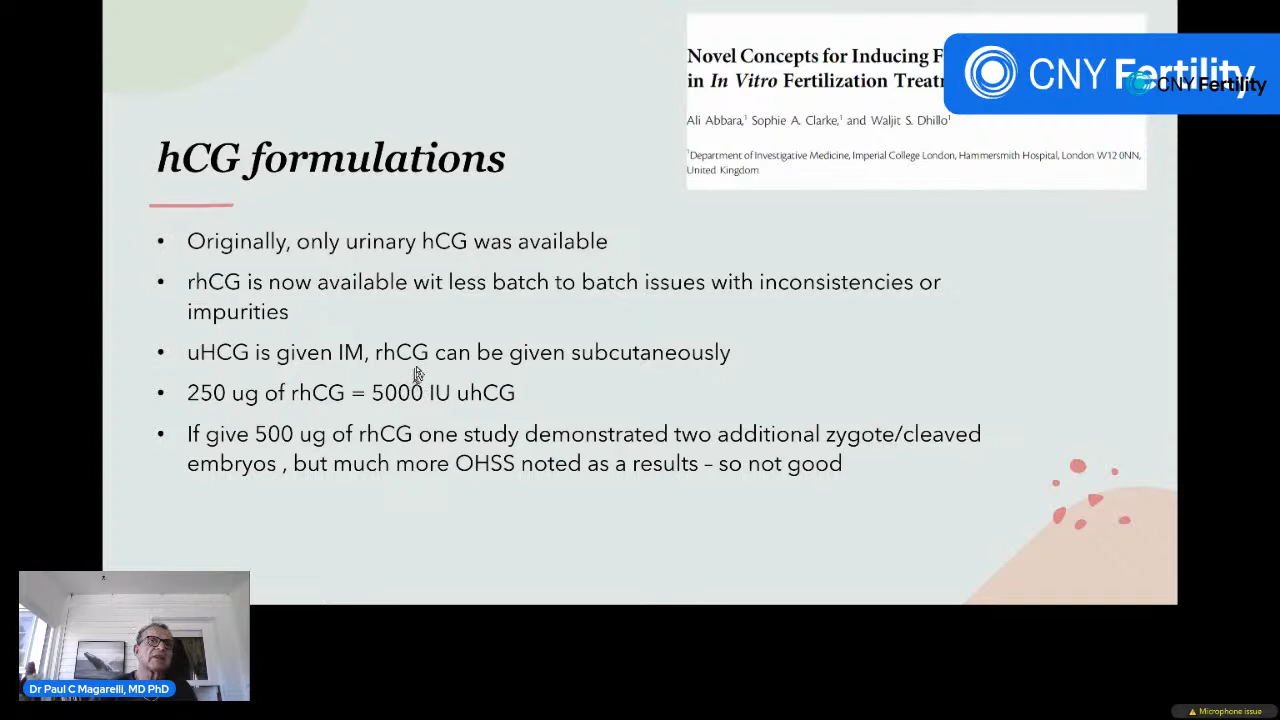 Novel Concepts for Inducing F
in In Vitro Fertilization Treatr
Ali Abbara,¹ Sophie A. Clarke,¹ and Waljit S. Dhillo¹
¹Department of Investigative Medicine, Imperial College London, Hammersmith Hospital, London W12 0NN,
United Kingdom
CNY Fertility
CNY Fertility
hCG formulations
• Originally, only urinary hCG was available
• rhCG is now available wit less batch to batch issues with inconsistencies or
impurities
• uHCG is given IM, rhCG can be given subcutaneously
• 250 ug of rhCG = 5000 IU uhCG
• If give 500 ug of rhCG one study demonstrated two additional zygote/cleaved
embryos , but much more OHSS noted as a results – so not good
Dr Paul C Magarelli, MD PhD
Microphone issue